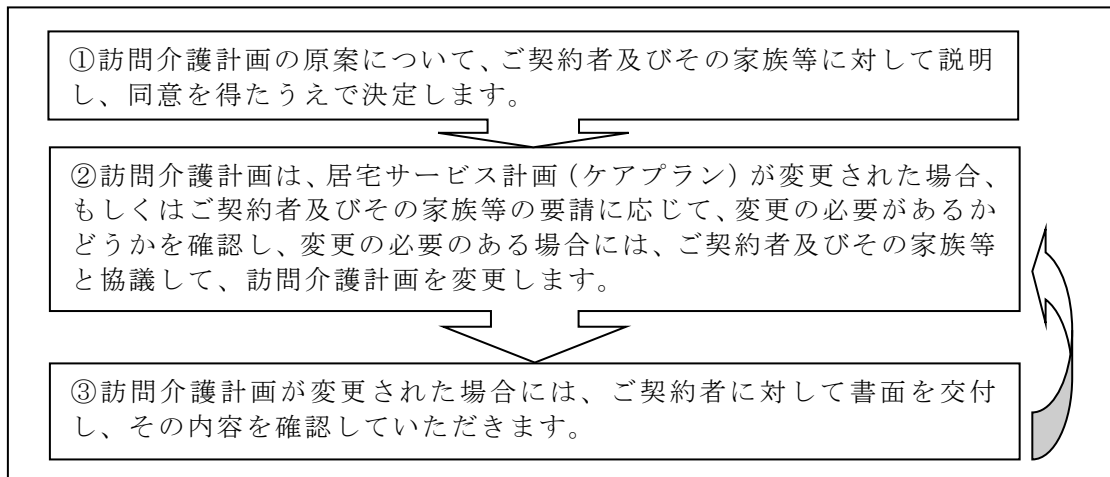 ①訪問介護計画の原案について、ご契約者及びその家族等に対して説明
し、同意を得たうえで決定します。
②訪問介護計画は、居宅サービス計画（ケアプラン）が変更された場合、
もしくはご契約者及びその家族等の要請に応じて、変更の必要があるか
どうかを確認し、変更の必要のある場合には、ご契約者及びその家族等
と協議して、訪問介護計画を変更します。
③訪問介護計画が変更された場合には、ご契約者に対して書面を交付
し、その内容を確認していただきます。